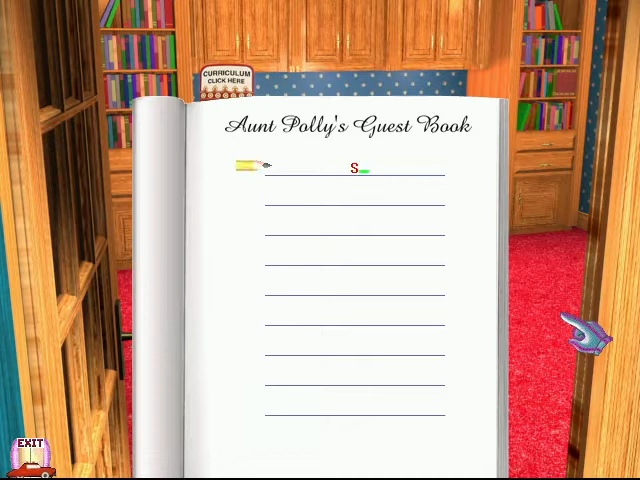 CURRICULUM
CLICK HERE
Aunt Polly's Guest Book
S
EXIT